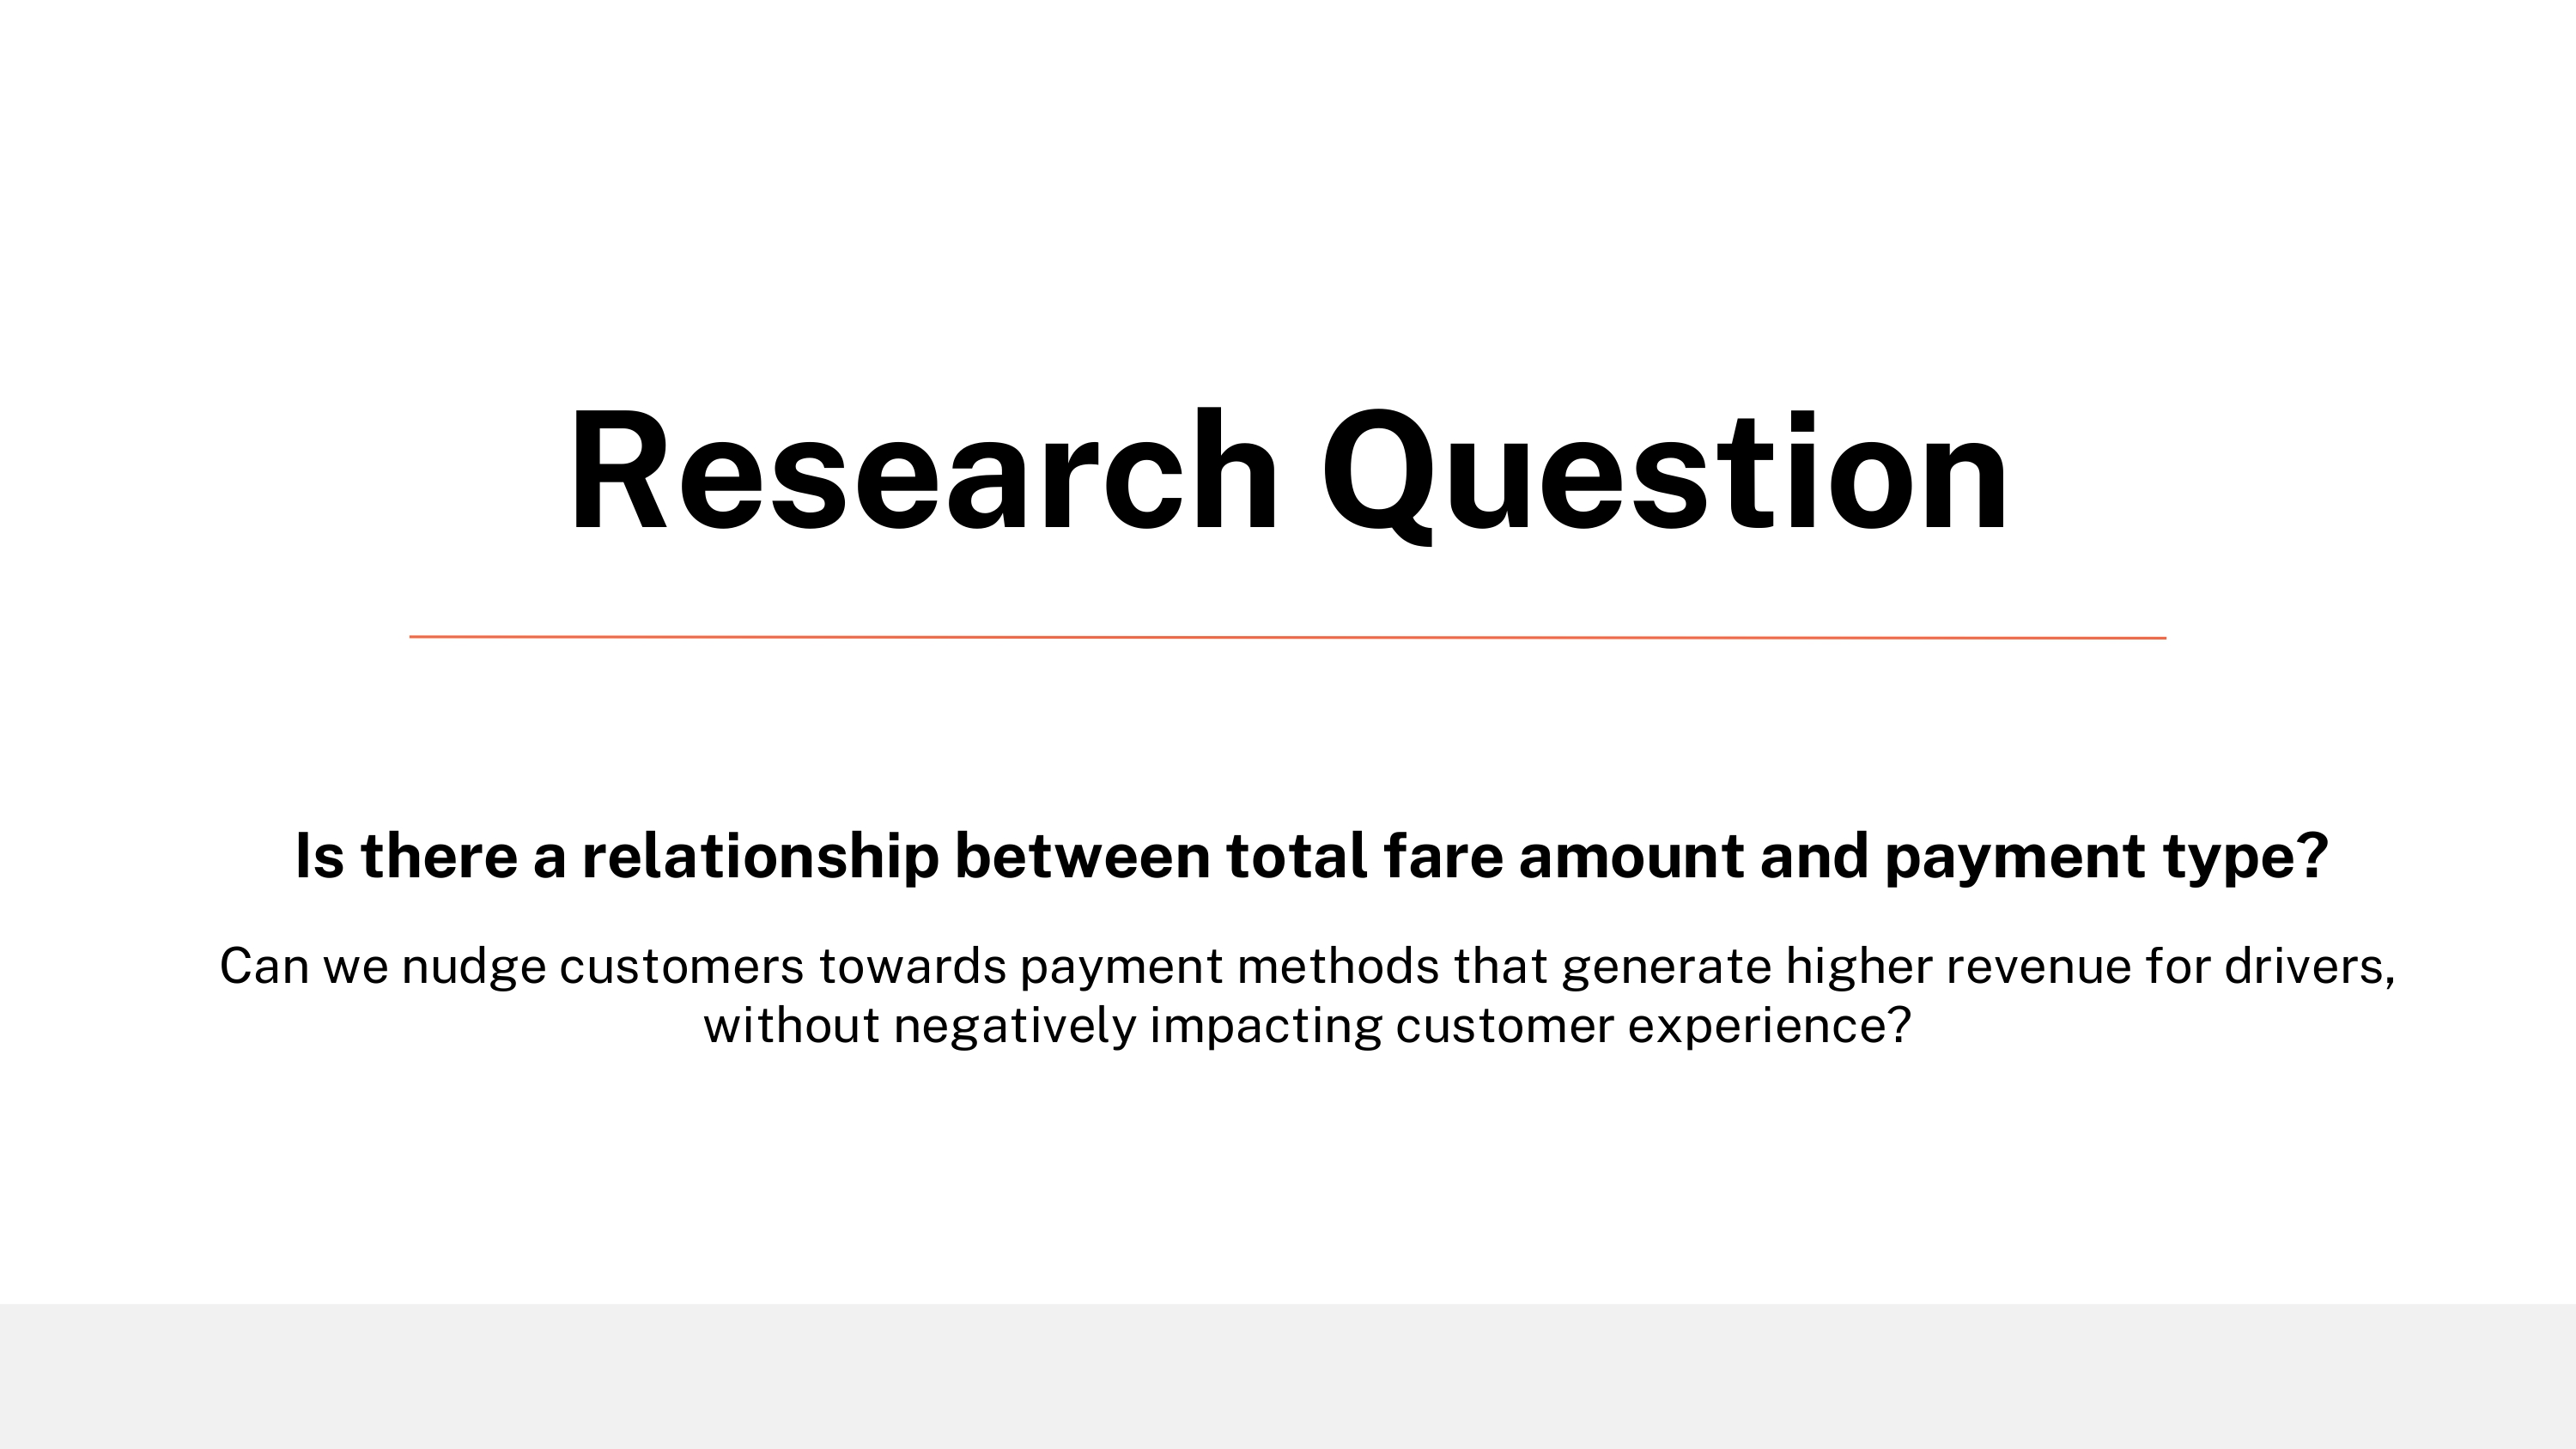 Research Question
Is there a relationship between total fare amount and payment type?
Can we nudge customers towards payment methods that generate higher revenue for drivers,
without negatively impacting customer experience?